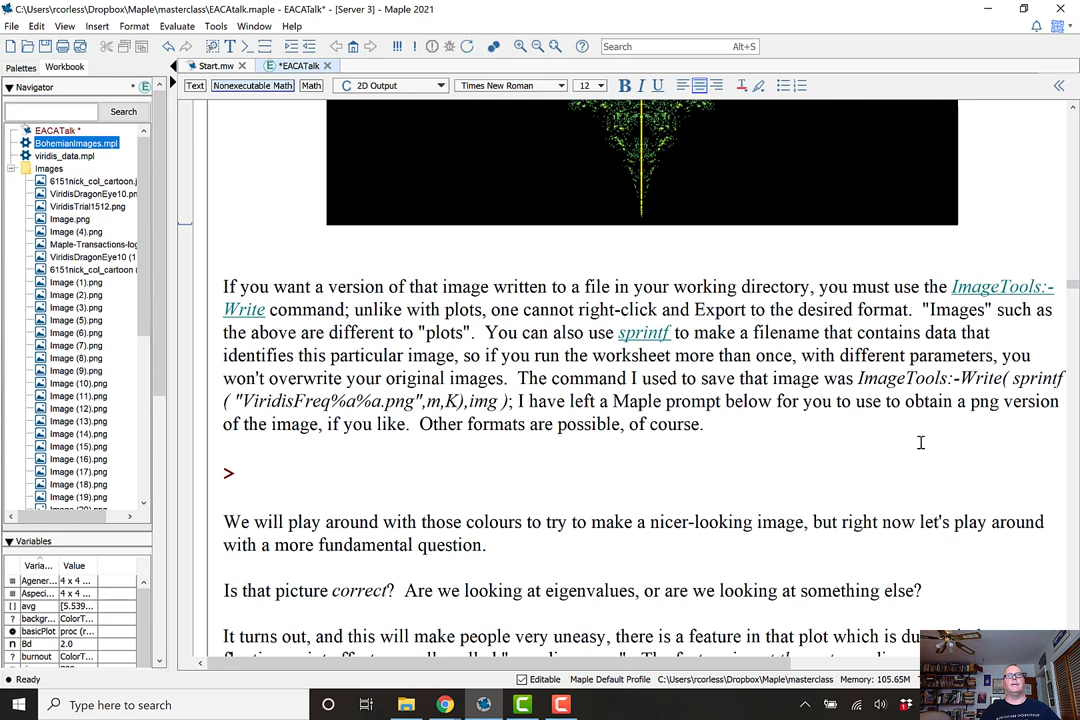 C:\Users\rcorless\Dropbox\Maple\masterclass\EACAtalk.maple - EACATalk* - [Server 3] - Maple 2021
File Edit View Insert Format Evaluate Tools Window Help
Search Alt+S
Palettes Workbook
Start.mw
*EACATalk
Navigator
Text Nonexecutable Math Math C 2D Output Times New Roman 12 B I U
Search
EACATalk *
BohemianImages.mpl
viridis_data.mpl
Images
6151nick_col_cartoon.j
ViridisDragonEye10.pn
ViridisTrial1512.png
Image.png
Image (4).png
Maple-Transactions-log
ViridisDragonEye10 (1
6151nick_col_cartoon (
Image (1).png
Image (2).png
Image (3).png
Image (5).png
Image (6).png
Image (7).png
Image (8).png
Image (9).png
Image (10).png
Image (11).png
Image (12).png
Image (13).png
Image (14).png
Image (15).png
Image (16).png
Image (17).png
Image (18).png
Image (19).png
Variables
Varia... Value
Agener... 4 x 4 ...
Aspeci... 4 x 4 ...
avg [5.539...
backgr... ColorT...
basicPlot proc (r...
Bd 2.0
burnout ColorT...
If you want a version of that image written to a file in your working directory, you must use the ImageTools:-
Write command; unlike with plots, one cannot right-click and Export to the desired format. "Images" such as
the above are different to "plots". You can also use sprintf to make a filename that contains data that
identifies this particular image, so if you run the worksheet more than once, with different parameters, you
won't overwrite your original images. The command I used to save that image was ImageTools:-Write( sprintf
( "ViridisFreq%a%a.png",m,K),img ); I have left a Maple prompt below for you to use to obtain a png version
of the image, if you like. Other formats are possible, of course.
>
We will play around with those colours to try to make a nicer-looking image, but right now let's play around
with a more fundamental question.
Is that picture correct? Are we looking at eigenvalues, or are we looking at something else?
It turns out, and this will make people very uneasy, there is a feature in that plot which is du
Ready
Editable Maple Default Profile C:\Users\rcorless\Dropbox\Maple\masterclass Memory: 105.65M
Type here to search